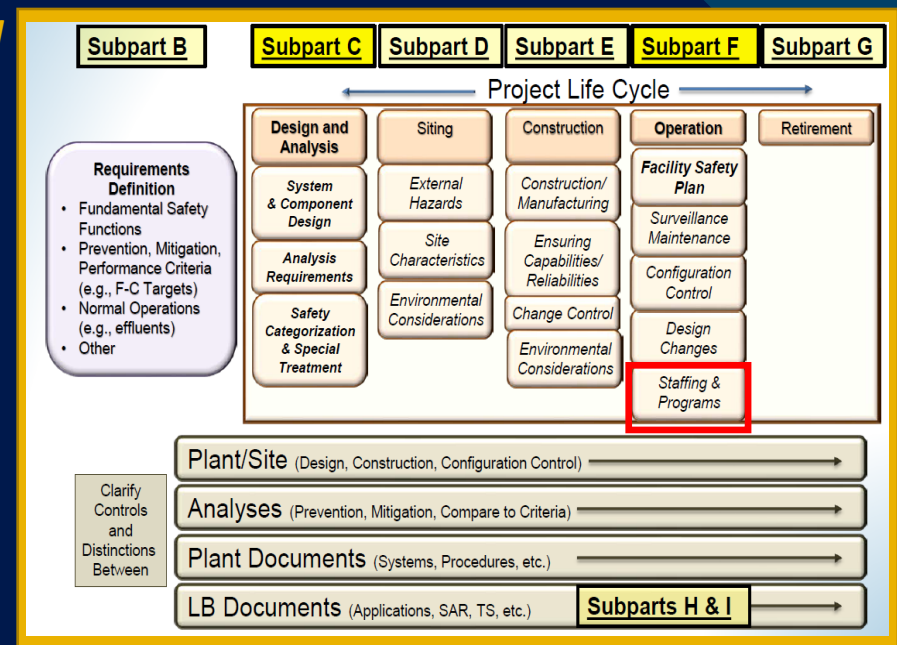 Subpart B
Subpart C
Subpart D
Subpart E
Subpart F
Subpart G
Project Life Cycle
Requirements
Definition
• Fundamental Safety
Functions
• Prevention, Mitigation,
Performance Criteria
(e.g., F-C Targets)
• Normal Operations
(e.g., effluents)
• Other
Design and
Analysis
System
& Component
Design
Analysis
Requirements
Safety
Categorization
& Special
Treatment
Siting
External
Hazards
Site
Characteristics
Environmental
Considerations
Construction
Construction/
Manufacturing
Ensuring
Capabilities/
Reliabilities
Change Control
Environmental
Considerations
Operation
Facility Safety
Plan
Surveillance
Maintenance
Configuration
Control
Design
Changes
Staffing &
Programs
Retirement
Clarify
Controls
and
Distinctions
Between
Plant/Site (Design, Construction, Configuration Control)
Analyses (Prevention, Mitigation, Compare to Criteria)
Plant Documents (Systems, Procedures, etc.)
LB Documents (Applications, SAR, TS, etc.)
Subparts H & I